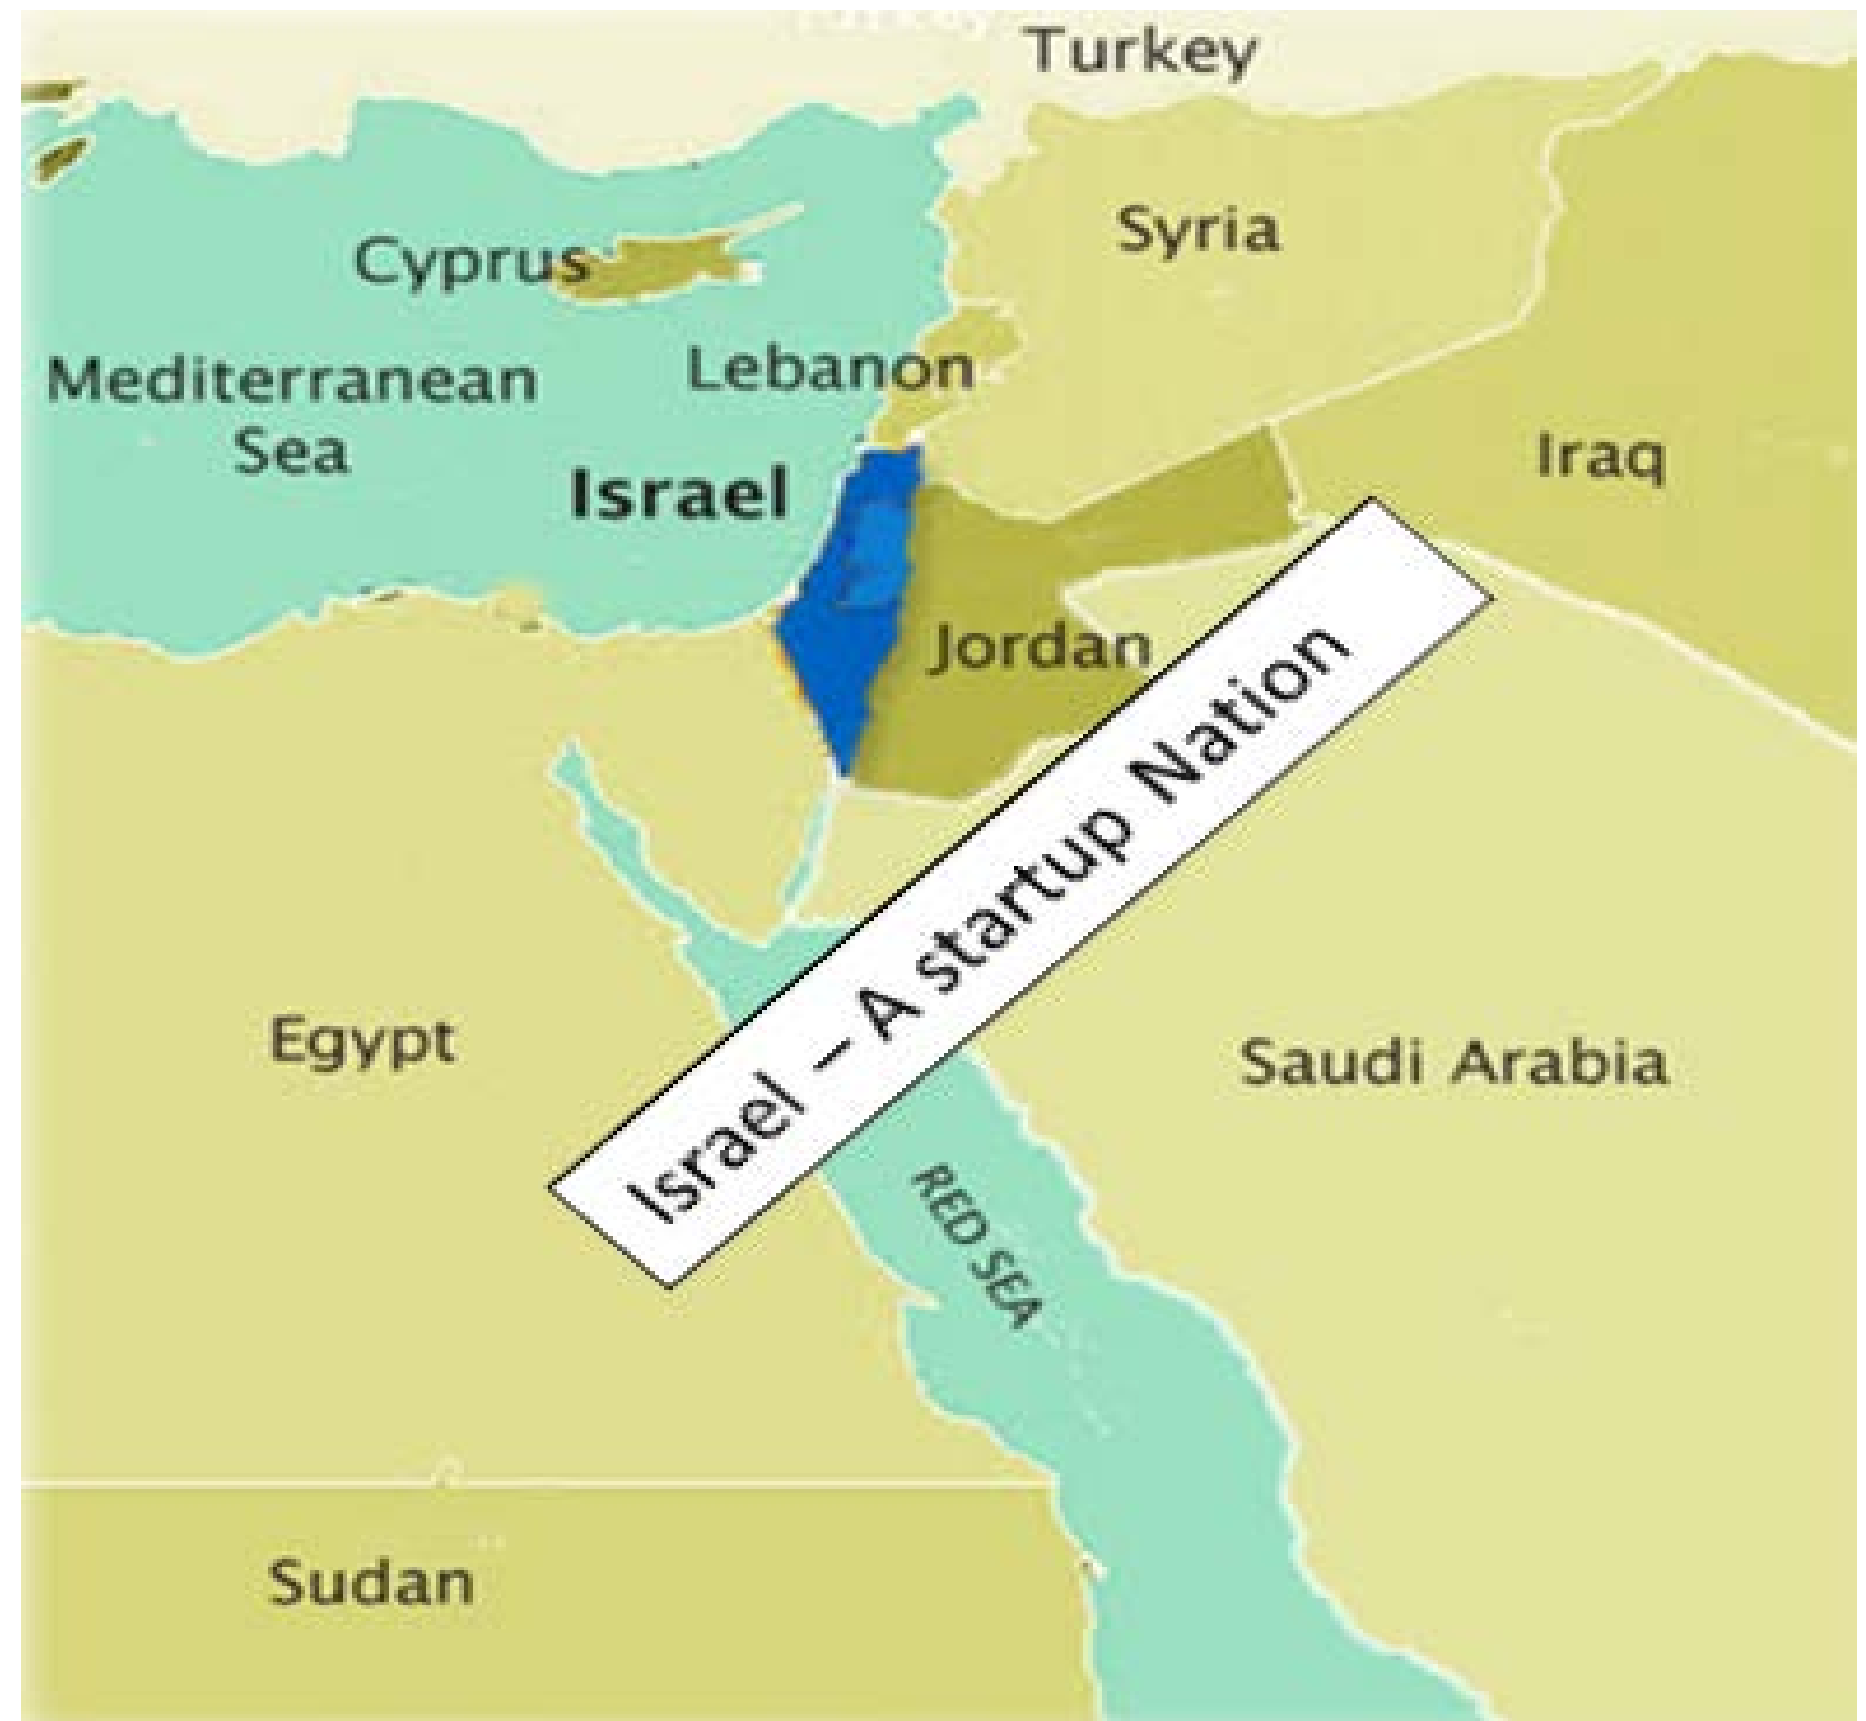 Turkey
Syria
Cyprus
Lebanon
Mediterranean
Sea
Israel
Iraq
Jordan
Israel – A startup Nation
Egypt
Saudi Arabia
RED SEA
Sudan